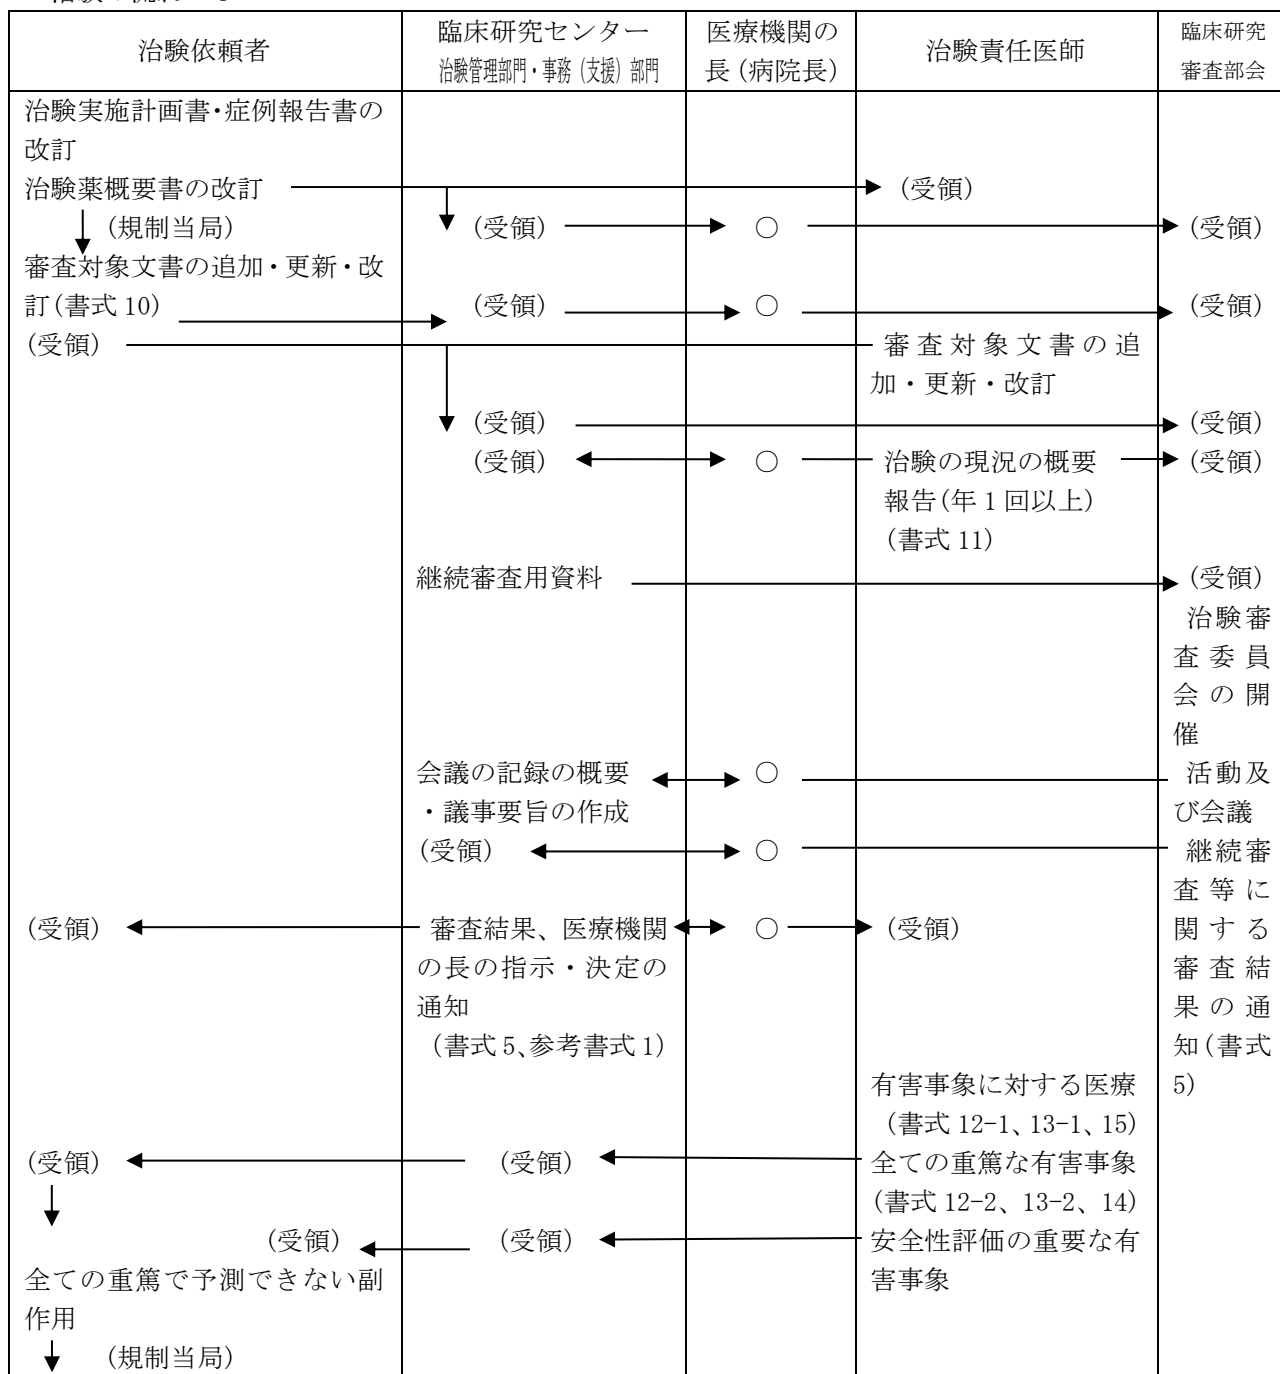 治験依頼者
臨床研究センター
治験管理部門・事務(支援)部門
医療機関の
長(病院長)
治験責任医師
臨床研究
審査部会
治験実施計画書・症例報告書の
改訂
治験薬概要書の改訂
(受領)
(規制当局)
(受領)
○
(受領)
審査対象文書の追加・更新・改
訂(書式 10)
(受領)
○
(受領)
(受領)
審査対象文書の追
加・更新・改訂
(受領)
(受領)
(受領)
○
治験の現況の概要
報告(年 1 回以上)
(書式 11)
(受領)
継続審査用資料
(受領)
治験審
査委員
会の開
催
会議の記録の概要
・議事要旨の作成
○
活動及
び会議
(受領)
○
継続審
査等に
関する
審査結
果の通
知(書式
5)
(受領)
審査結果、医療機関
の長の指示・決定の
通知
(書式 5、参考書式 1)
○
(受領)
有害事象に対する医療
(書式 12-1、13-1、15)
(受領)
(受領)
全ての重篤な有害事象
(書式 12-2、13-2、14)
(受領)
(受領)
安全性評価の重要な有
害事象
全ての重篤で予測できない副
作用
(規制当局)